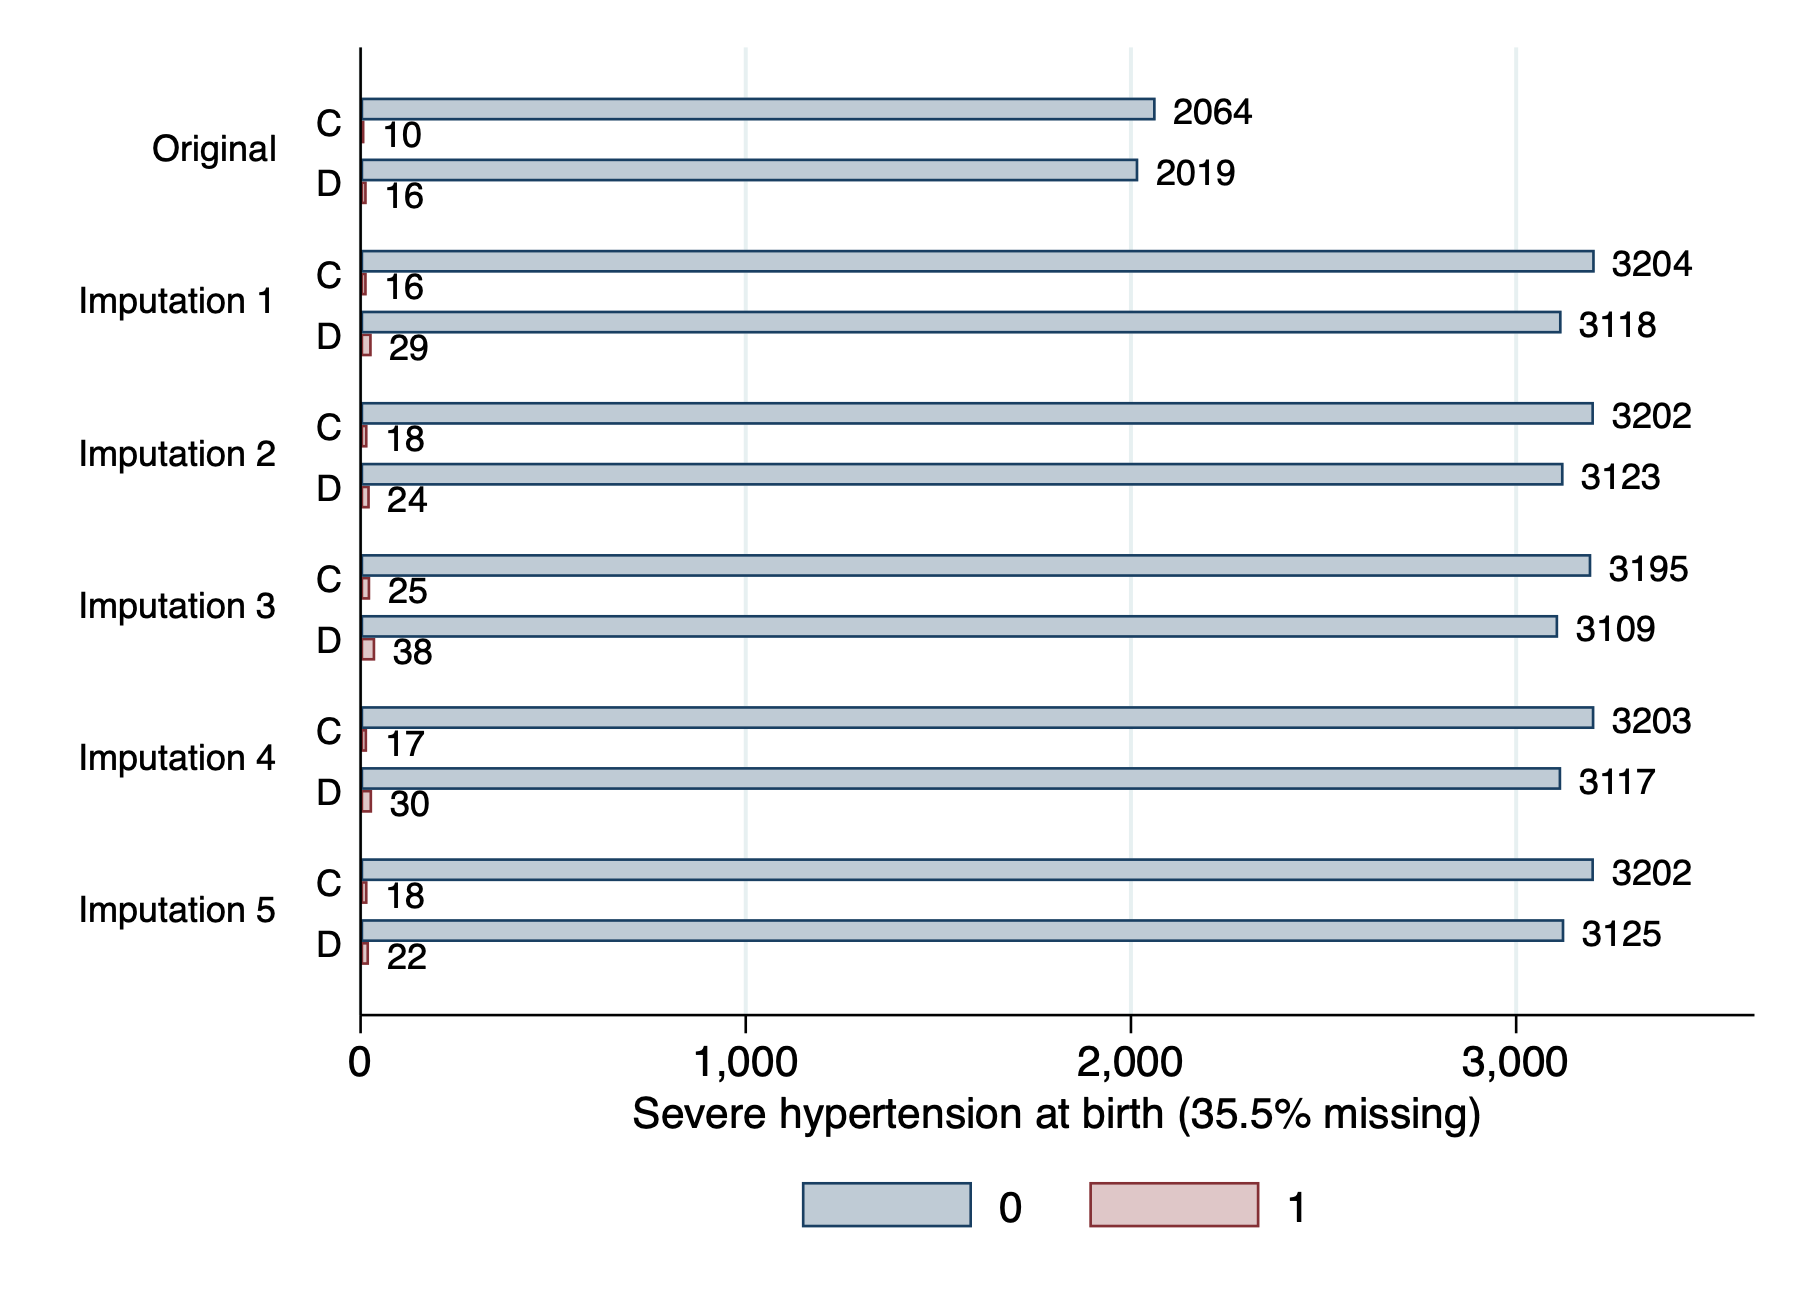 Original
C
2064
10
D
2019
16
Imputation 1
C
3204
16
D
3118
29
Imputation 2
C
3202
18
D
3123
24
Imputation 3
C
3195
25
D
3109
38
Imputation 4
C
3203
17
D
3117
30
Imputation 5
C
3202
18
D
3125
22
0 1,000 2,000 3,000
Severe hypertension at birth (35.5% missing)
0 1